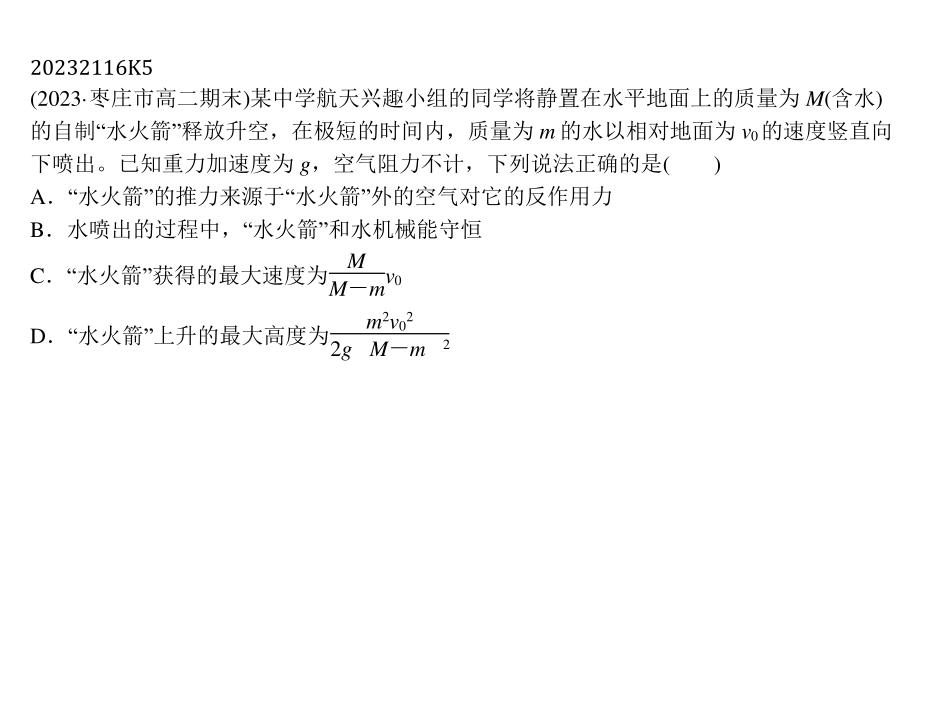 20232116K5
(2023·枣庄市高二期末)某中学航天兴趣小组的同学将静置在水平地面上的质量为 M(含水)
的自制“水火箭”释放升空，在极短的时间内，质量为 m 的水以相对地面为 v₀的速度竖直向
下喷出。已知重力加速度为 g，空气阻力不计，下列说法正确的是(　　)
A．“水火箭”的推力来源于“水火箭”外的空气对它的反作用力
B．水喷出的过程中，“水火箭”和水机械能守恒
C．“水火箭”获得的最大速度为 M/(M－m) v₀
D．“水火箭”上升的最大高度为 m²v₀²/2g M－m ²